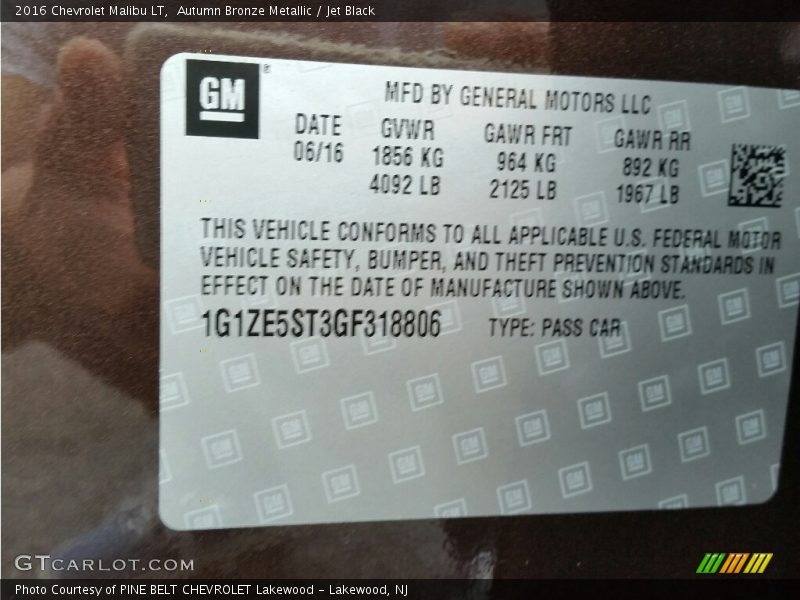 2016 Chevrolet Malibu LT, Autumn Bronze Metallic / Jet Black
GM®
MFD BY GENERAL MOTORS LLC
DATE GVWR GAWR FRT GAWR RR
06/16 1856 KG 964 KG 892 KG
4092 LB 2125 LB 1967 LB
THIS VEHICLE CONFORMS TO ALL APPLICABLE U.S. FEDERAL MOTOR
VEHICLE SAFETY, BUMPER, AND THEFT PREVENTION STANDARDS IN
EFFECT ON THE DATE OF MANUFACTURE SHOWN ABOVE.
1G1ZE5ST3GF318806 TYPE: PASS CAR
GTCARLOT.COM
Photo Courtesy of PINE BELT CHEVROLET Lakewood - Lakewood, NJ